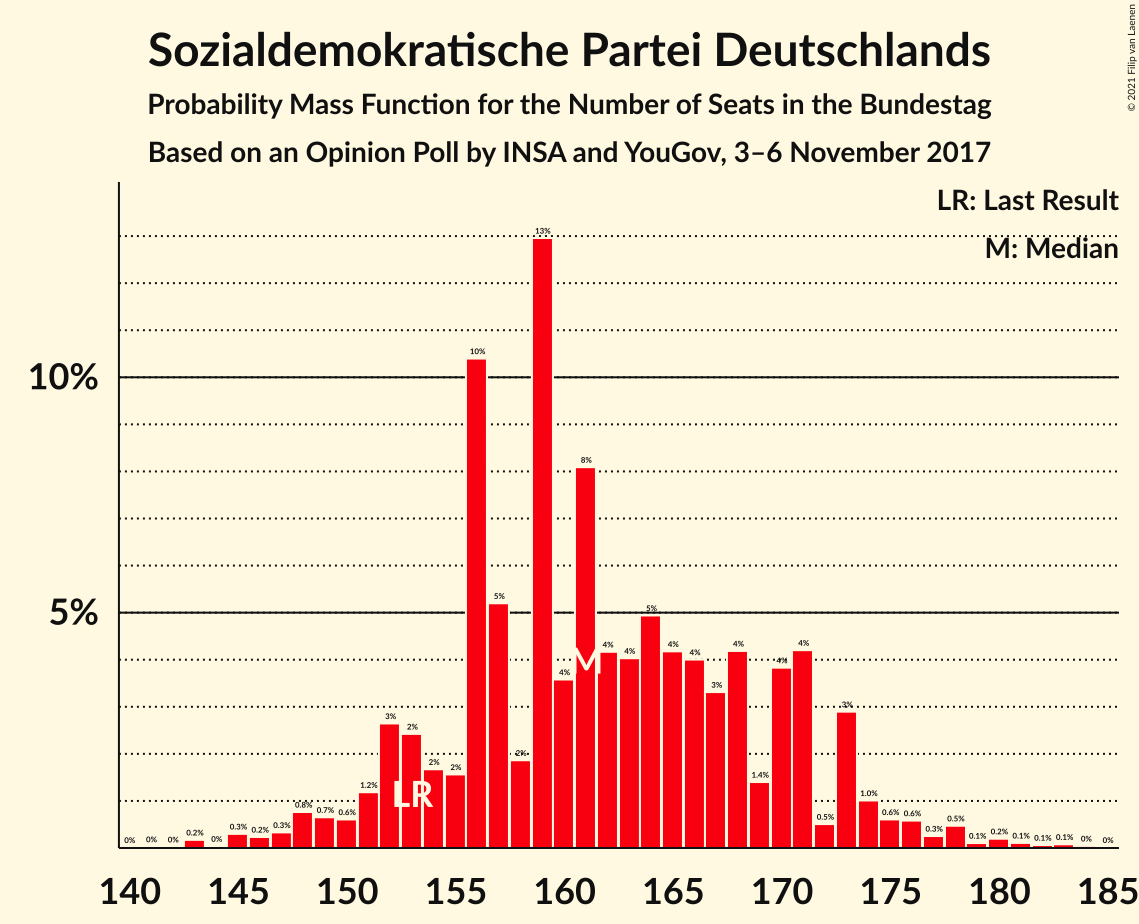 Sozialdemokratische Partei Deutschlands
Probability Mass Function for the Number of Seats in the Bundestag
Based on an Opinion Poll by INSA and YouGov, 3–6 November 2017
© 2021 Filip van Laenen
LR: Last Result
M: Median
10%
5%
0% 0% 0% 0.2% 0% 0.3% 0.2% 0.3% 0.8% 0.7% 0.6% 1.2% 3% 2% 2% 2% 10% 5% 2% 13% 4% 8% 4% 4% 5% 4% 4% 3% 4% 1.4% 4% 4% 0.5% 3% 1.0% 0.6% 0.6% 0.3% 0.5% 0.1% 0.2% 0.1% 0.1% 0.1% 0% 0%
M
LR
140 145 150 155 160 165 170 175 180 185